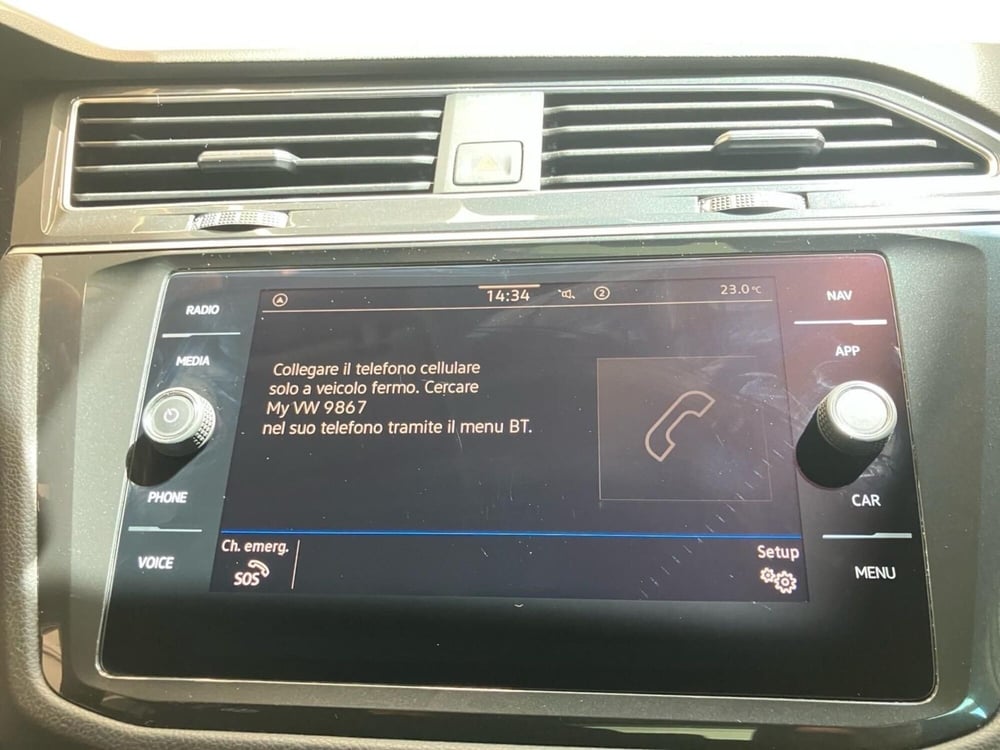 RADIO
MEDIA
PHONE
VOICE
14:34
2
23.0°C
Collegare il telefono cellulare
solo a veicolo fermo. Cercare
My VW 9867
nel suo telefono tramite il menu BT.
Ch. emerg.
SOS
Setup
NAV
APP
CAR
MENU